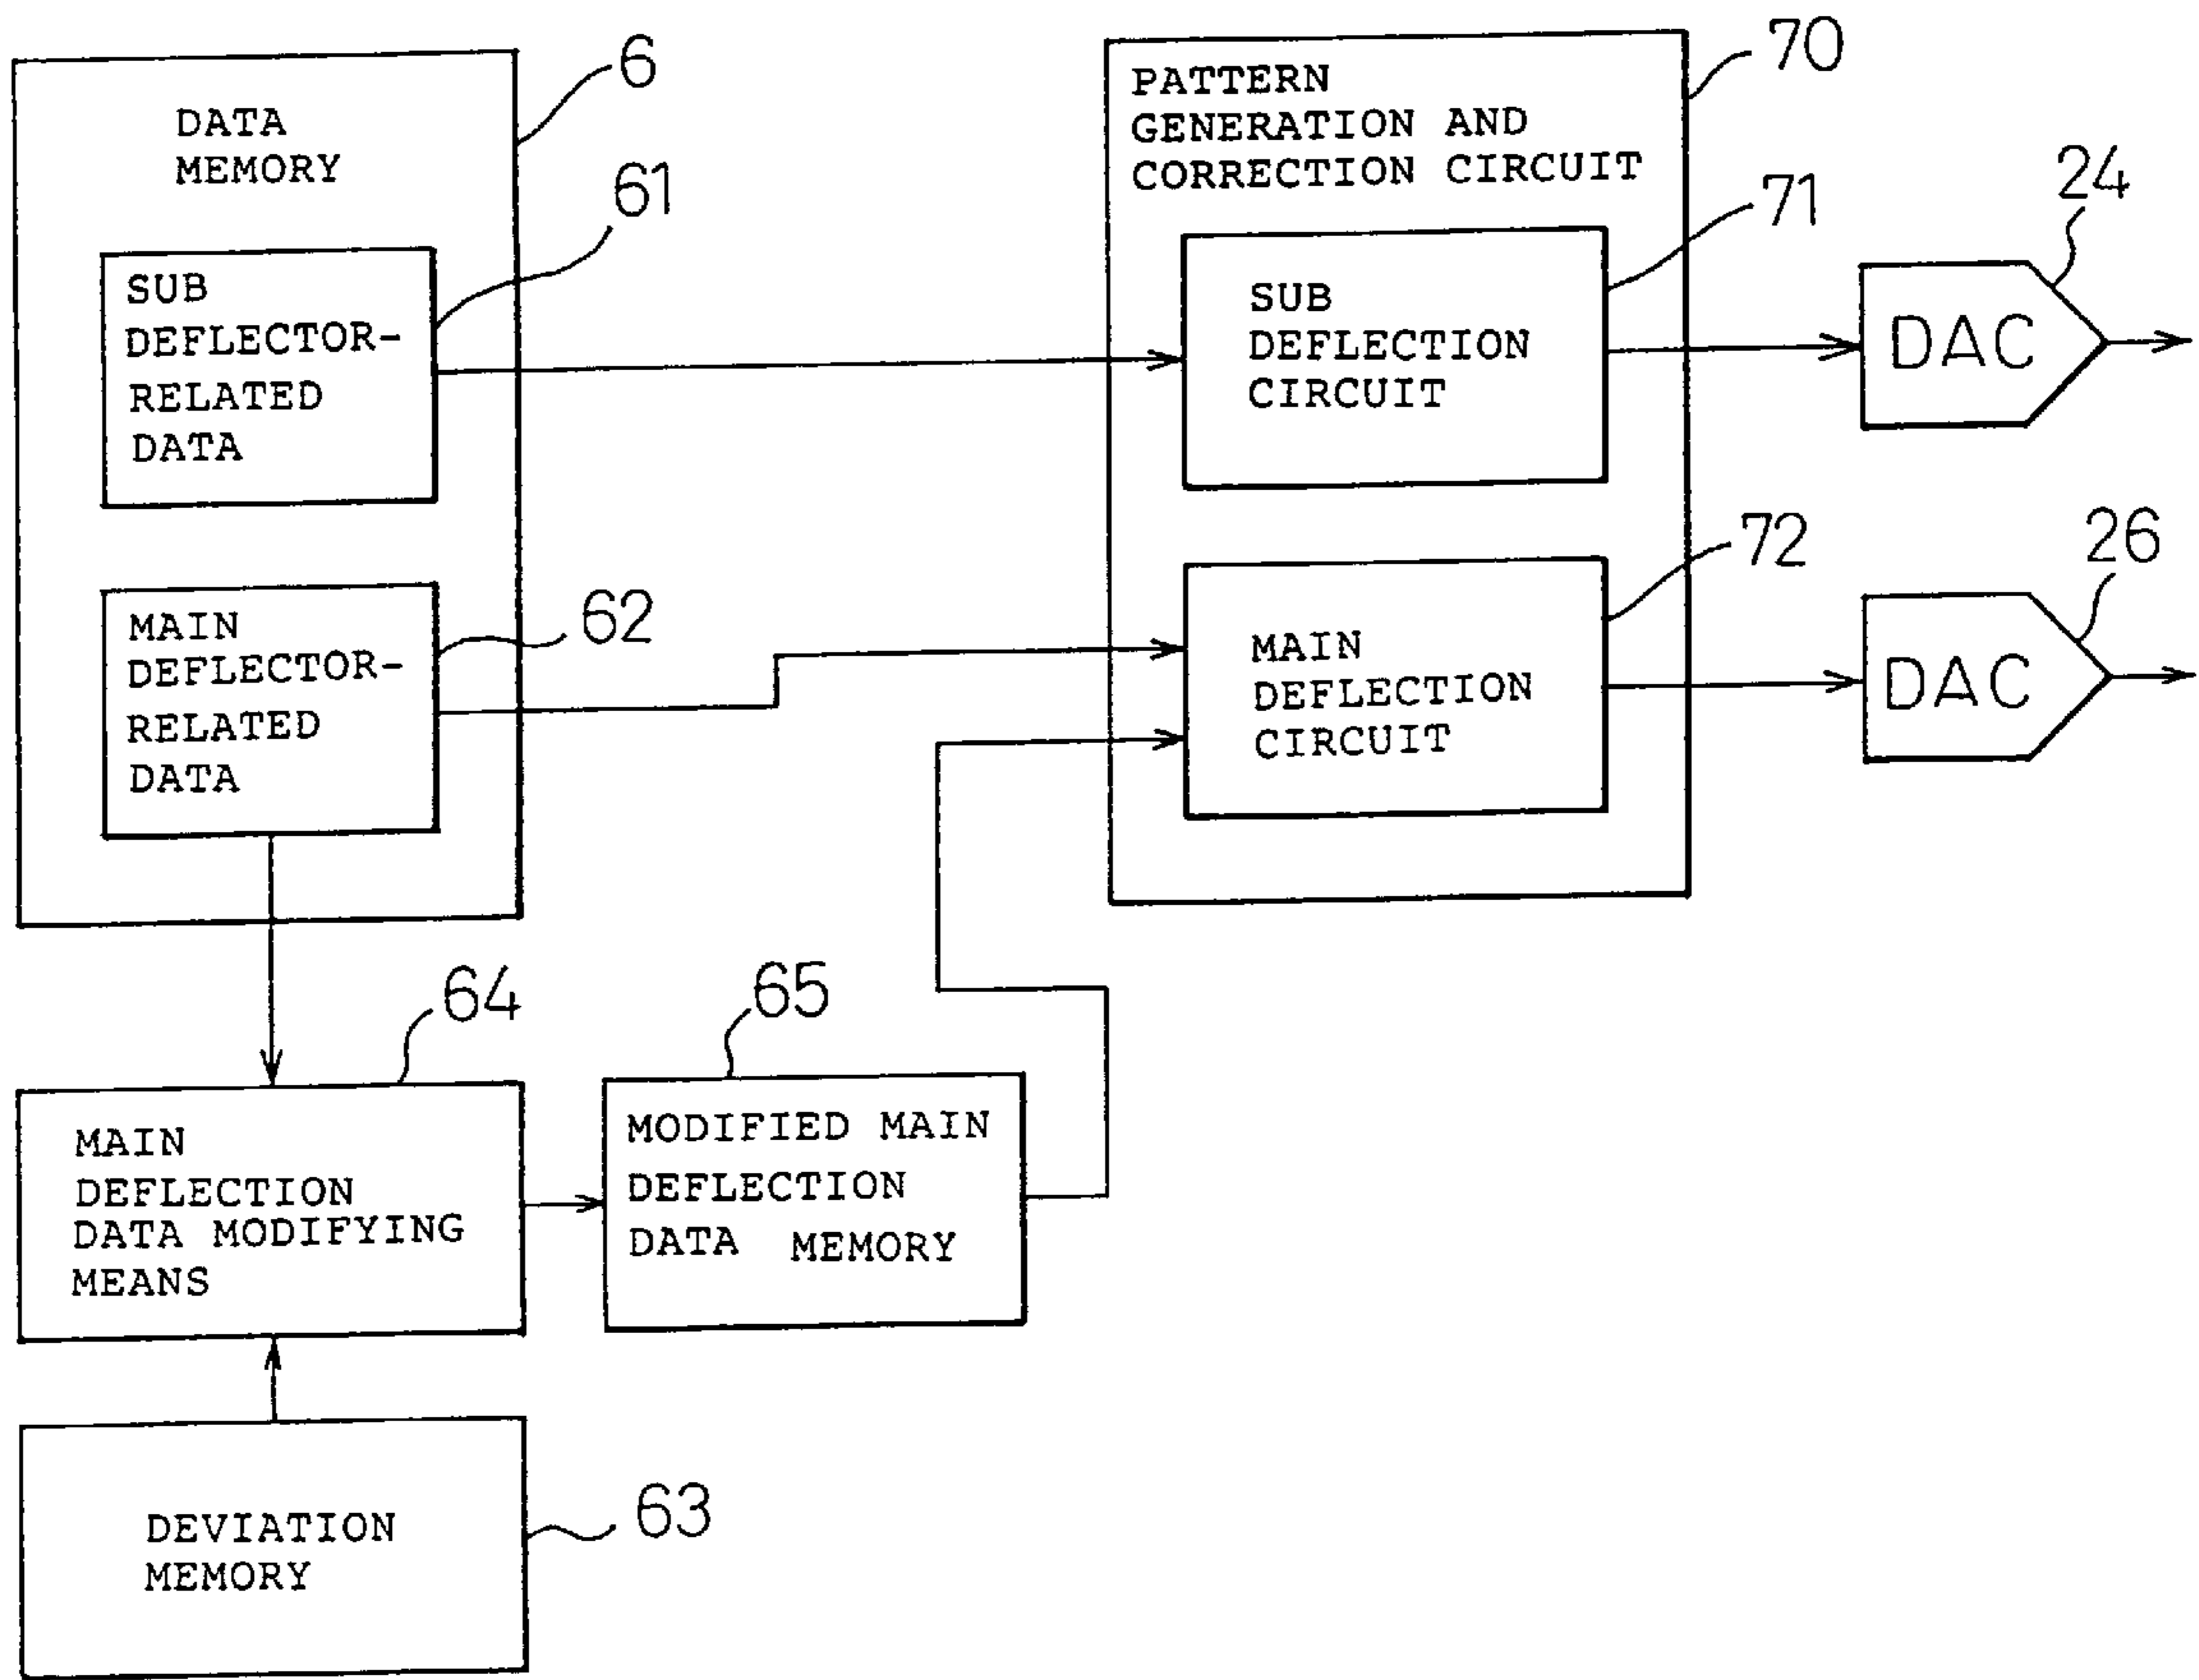 6
DATA
MEMORY
61
SUB
DEFLECTOR-
RELATED
DATA
62
MAIN
DEFLECTOR-
RELATED
DATA
70
PATTERN
GENERATION AND
CORRECTION CIRCUIT
71
SUB
DEFLECTION
CIRCUIT
24
DAC
72
MAIN
DEFLECTION
CIRCUIT
26
DAC
64
MAIN
DEFLECTION
DATA MODIFYING
MEANS
65
MODIFIED MAIN
DEFLECTION
DATA MEMORY
63
DEVIATION
MEMORY